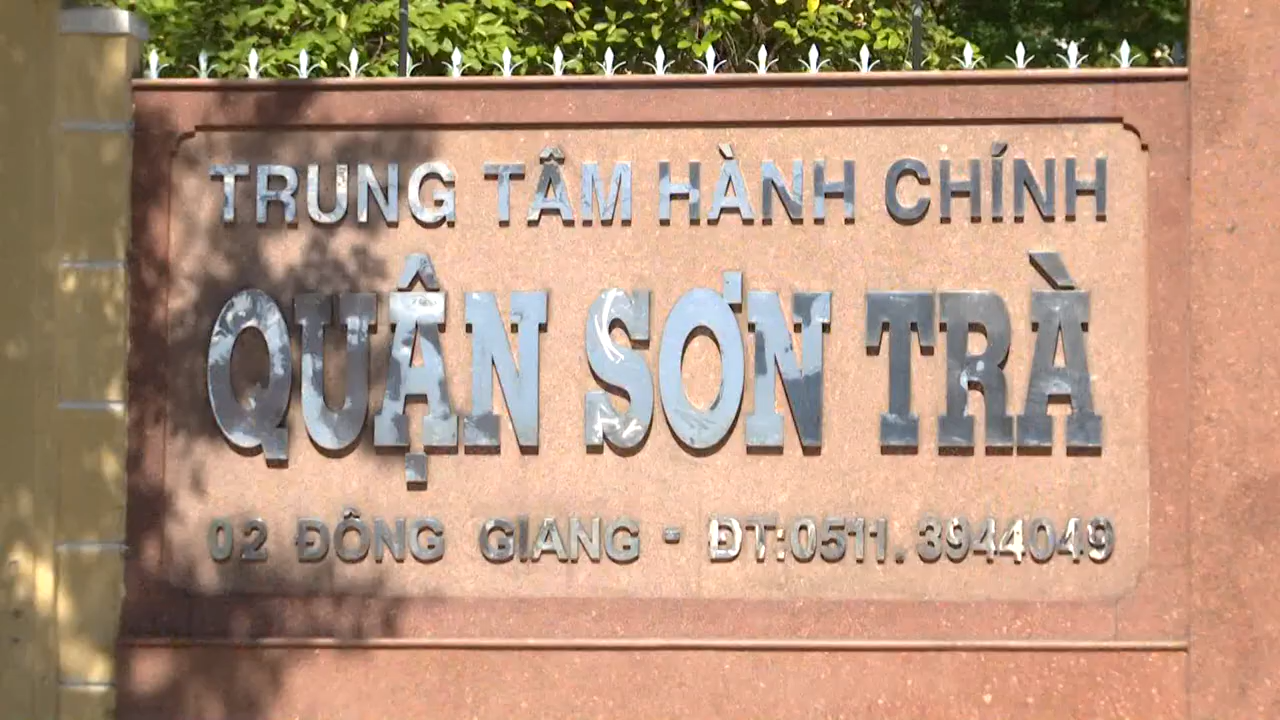 TRUNG TÂM HÀNH CHÍNH
QUẬN SƠN TRÀ
02 ĐÔNG GIANG - ĐT:0511.3944049